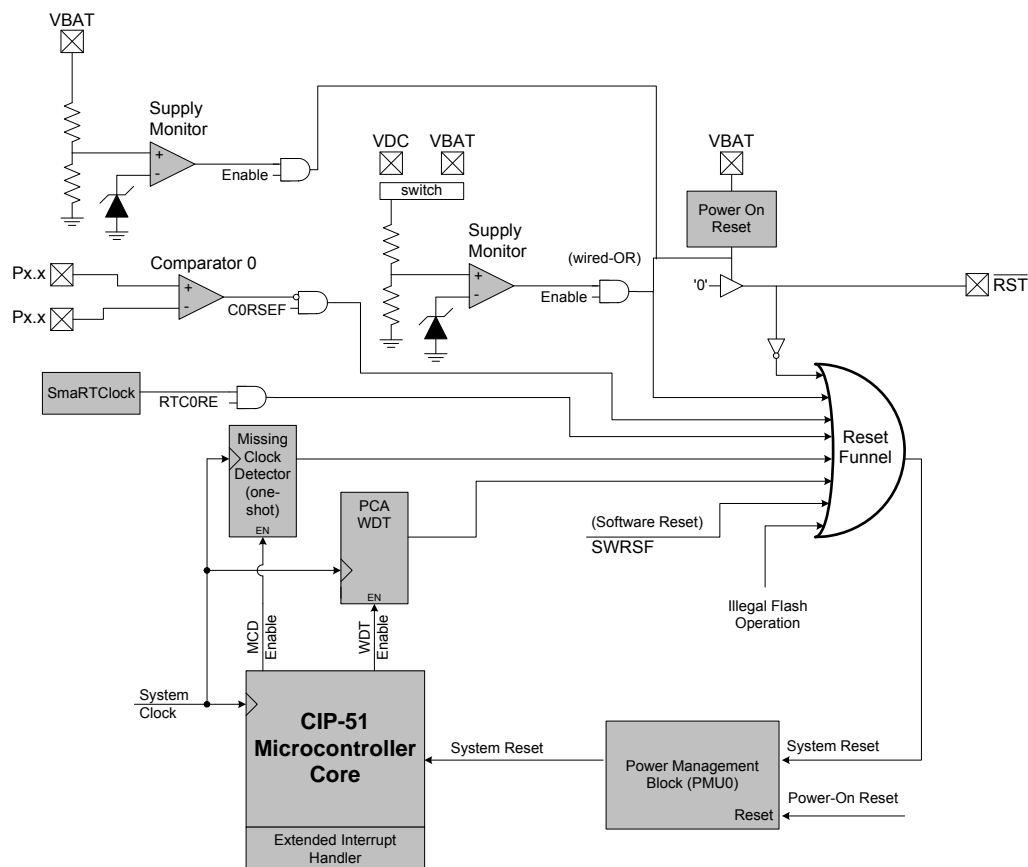 VBAT
Supply
Monitor
+
-
Enable
VDC
VBAT
switch
Supply
Monitor
+
-
Enable
(wired-OR)
VBAT
Power On
Reset
'0'
RST
Px.x
Px.x
Comparator 0
+
-
C0RSEF
SmaRTClock
RTC0RE
Missing
Clock
Detector
(one-
shot)
EN
PCA
WDT
EN
(Software Reset)
SWRSF
Reset
Funnel
Illegal Flash
Operation
MCD
Enable
WDT
Enable
System
Clock
CIP-51
Microcontroller
Core
Extended Interrupt
Handler
System Reset
Power Management
Block (PMU0)
Reset
System Reset
Power-On Reset